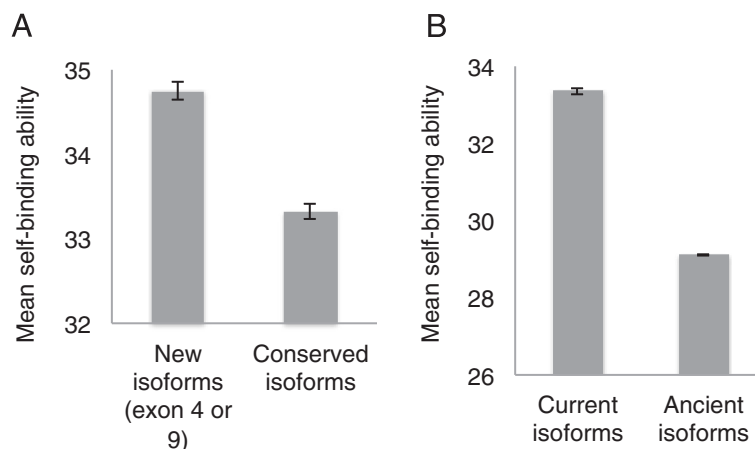 A
Mean self-binding ability
35
34
33
32
New
isoforms
(exon 4 or
9)
Conserved
isoforms
B
Mean self-binding ability
34
32
30
28
26
Current
isoforms
Ancient
isoforms